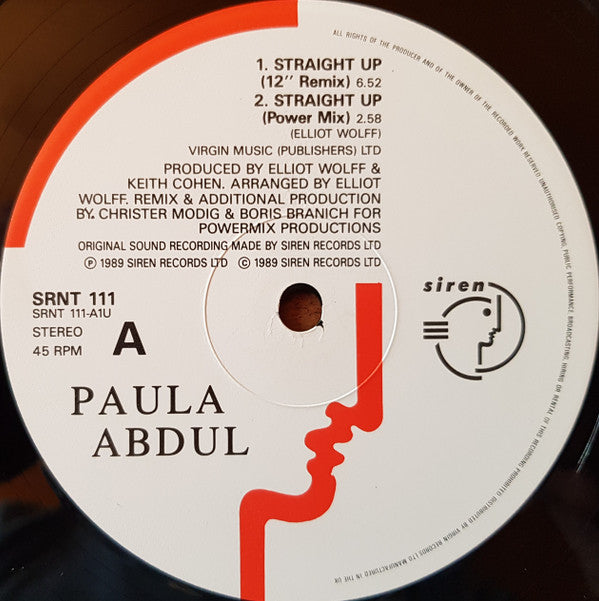 1. STRAIGHT UP
(12" Remix) 6.52
2. STRAIGHT UP
(Power Mix) 2.58
(ELLIOT WOLFF)
VIRGIN MUSIC (PUBLISHERS) LTD
PRODUCED BY ELLIOT WOLFF &
KEITH COHEN. ARRANGED BY ELLIOT
WOLFF. REMIX & ADDITIONAL PRODUCTION
BY. CHRISTER MODIG & BORIS BRANICH FOR
POWERMIX PRODUCTIONS
ORIGINAL SOUND RECORDING MADE BY SIREN RECORDS LTD
℗ 1989 SIREN RECORDS LTD © 1989 SIREN RECORDS LTD
SRNT 111
SRNT 111-A1U
STEREO
45 RPM
A
siren
PAULA
ABDUL
ALL RIGHTS OF THE PRODUCER AND OF THE OWNER OF THE RECORDED WORK RESERVED. UNAUTHORISED COPYING, PUBLIC PERFORMANCE, BROADCASTING, HIRING OR RENTAL OF THIS RECORDING PROHIBITED. DISTRIBUTED BY VIRGIN RECORDS LTD. MANUFACTURED IN THE UK